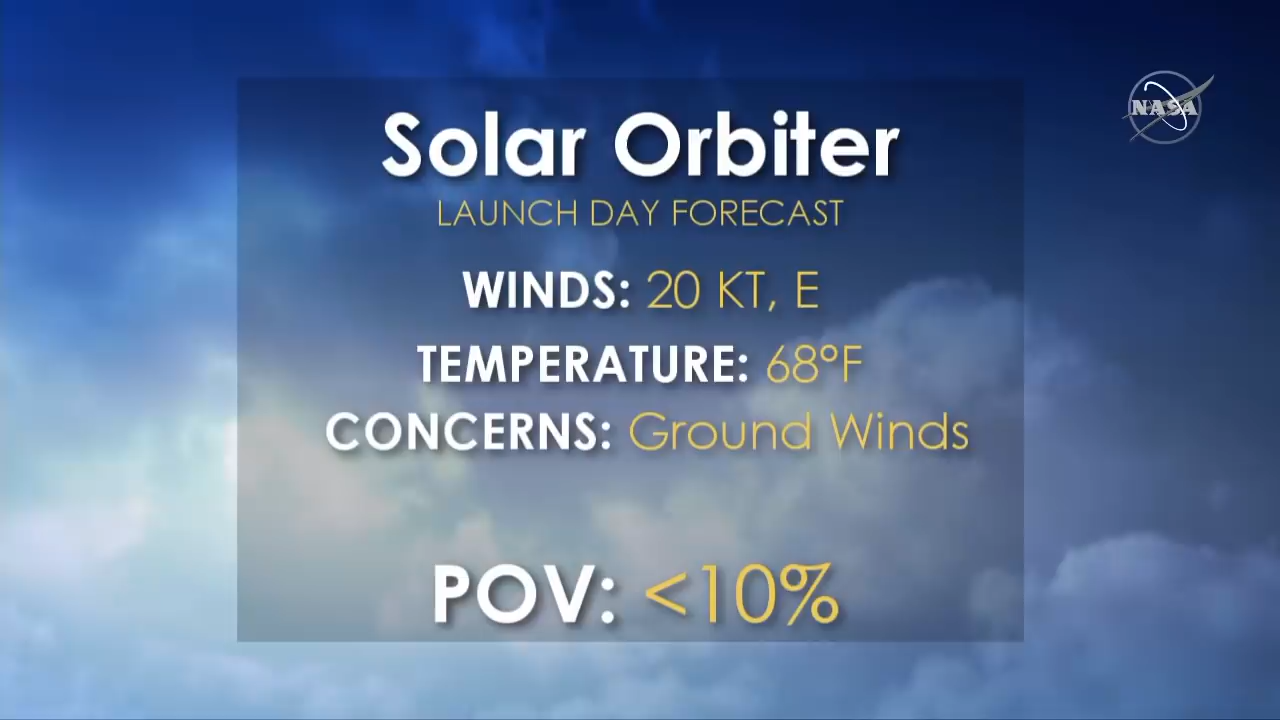 NASA
Solar Orbiter
LAUNCH DAY FORECAST
WINDS: 20 KT, E
TEMPERATURE: 68°F
CONCERNS: Ground Winds
POV: <10%